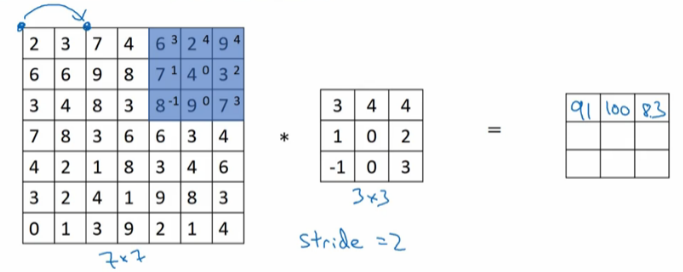 2 3 7 4 6 3 2 4 9 4
6 6 9 8 7 1 4 0 3 2
3 4 8 3 8 -1 9 0 7 3
7 8 3 6 6 3 4
4 2 1 8 3 4 6
3 2 4 1 9 8 3
0 1 3 9 2 1 4
7×7
*
3 4 4
1 0 2
-1 0 3
3×3
stride = 2
=
91 100 83